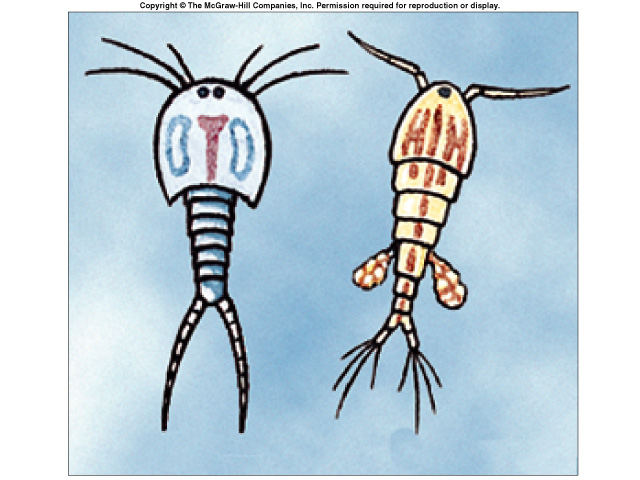 Copyright © The McGraw-Hill Companies, Inc. Permission required for reproduction or display.